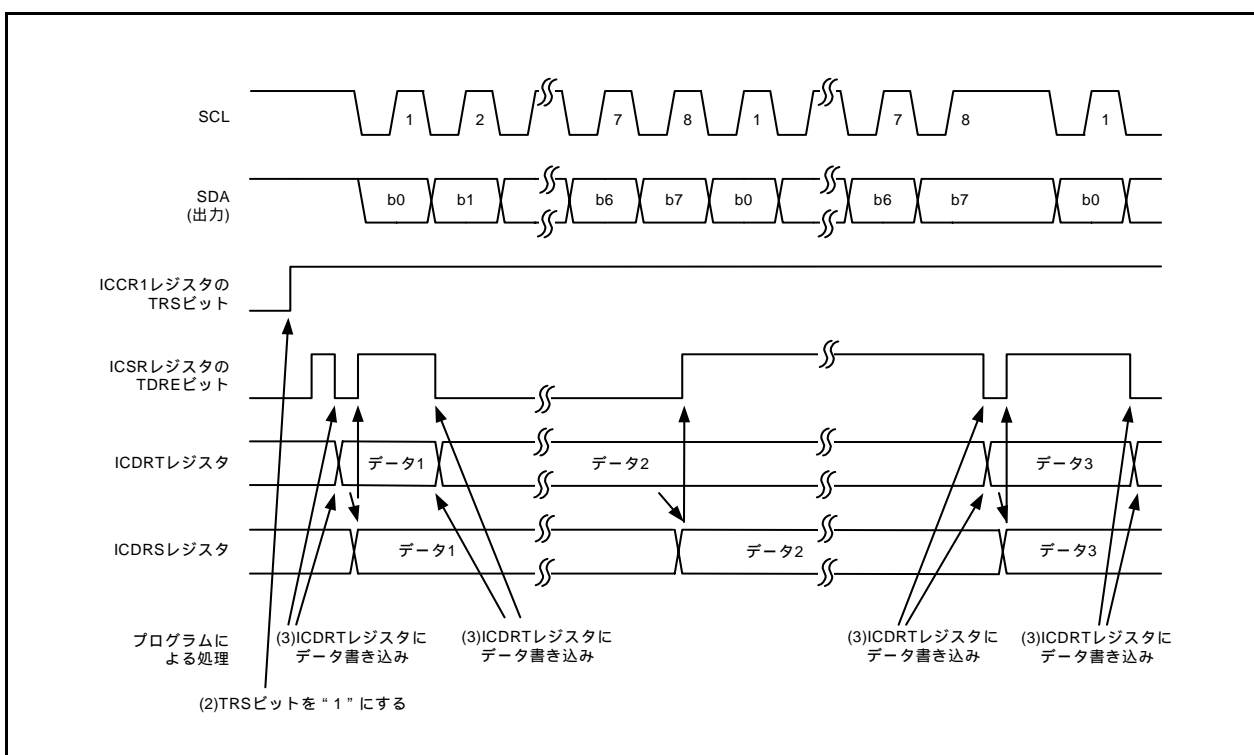 SCL
1 2 7 8 1 7 8 1
SDA
(出力)
b0 b1 b6 b7 b0 b6 b7 b0
ICCR1レジスタの
TRSビット
ICSRレジスタの
TDREビット
ICDRTレジスタ
データ1 データ2 データ3
ICDRSレジスタ
データ1 データ2 データ3
プログラムに
よる処理
(3)ICDRTレジスタに
データ書き込み
(3)ICDRTレジスタに
データ書き込み
(3)ICDRTレジスタに
データ書き込み
(3)ICDRTレジスタに
データ書き込み
(2)TRSビットを“1”にする